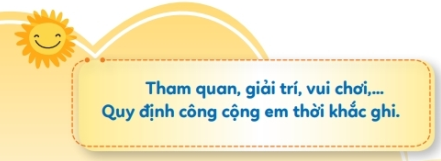 Tham quan, giải trí, vui chơi,...
Quy định công cộng em thời khắc ghi.